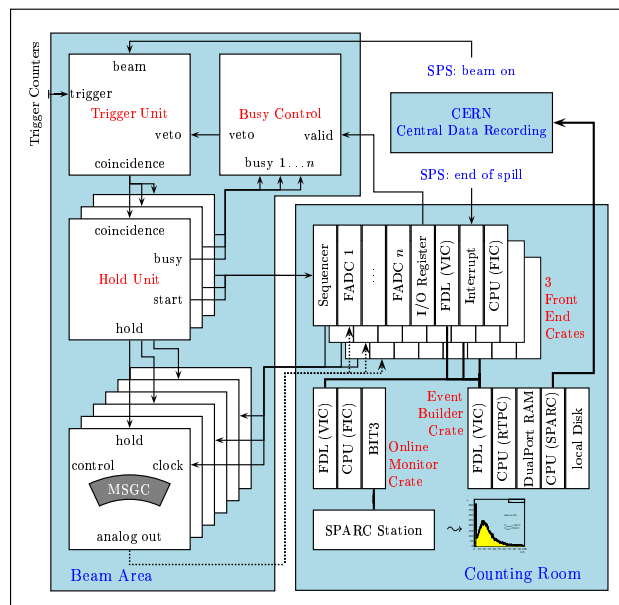 Trigger Counters
beam
trigger
Trigger Unit
veto
coincidence
Busy Control
veto
valid
busy 1...n
SPS: beam on
CERN
Central Data Recording
SPS: end of spill
coincidence
busy
Hold Unit
start
hold
Sequencer
FADC 1
...
FADC n
I/O Register
FDL (VIC)
Interrupt
CPU (FIC)
3
Front
End
Crates
hold
control
clock
MSGC
analog out
FDL (VIC)
CPU (FIC)
BIT3
Online
Monitor
Crate
Event
Builder
Crate
FDL (VIC)
CPU (RTPC)
DualPort RAM
CPU (SPARC)
local Disk
SPARC Station
Beam Area
Counting Room